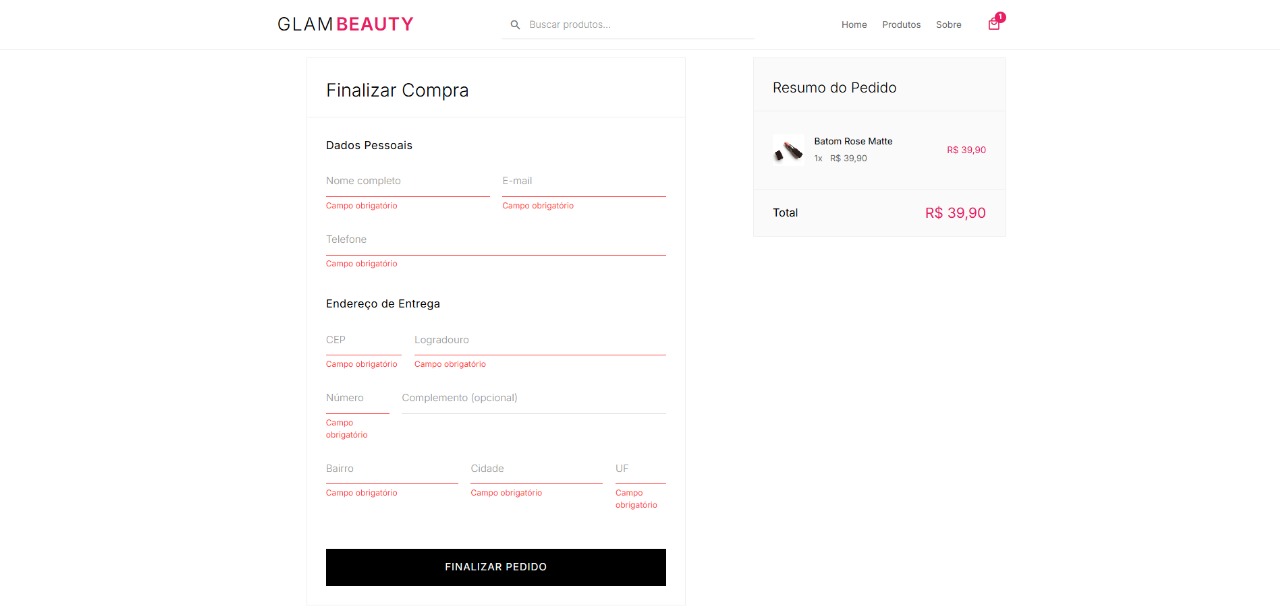 GLAMBEAUTY
Buscar produtos...
Home Produtos Sobre
1
Finalizar Compra
Dados Pessoais
Nome completo E-mail
Campo obrigatório Campo obrigatório
Telefone
Campo obrigatório
Endereço de Entrega
CEP Logradouro
Campo obrigatório Campo obrigatório
Número Complemento (opcional)
Campo
obrigatório
Bairro Cidade UF
Campo obrigatório Campo obrigatório Campo
obrigatório
FINALIZAR PEDIDO
Resumo do Pedido
Batom Rose Matte
1x R$ 39,90
R$ 39,90
Total R$ 39,90